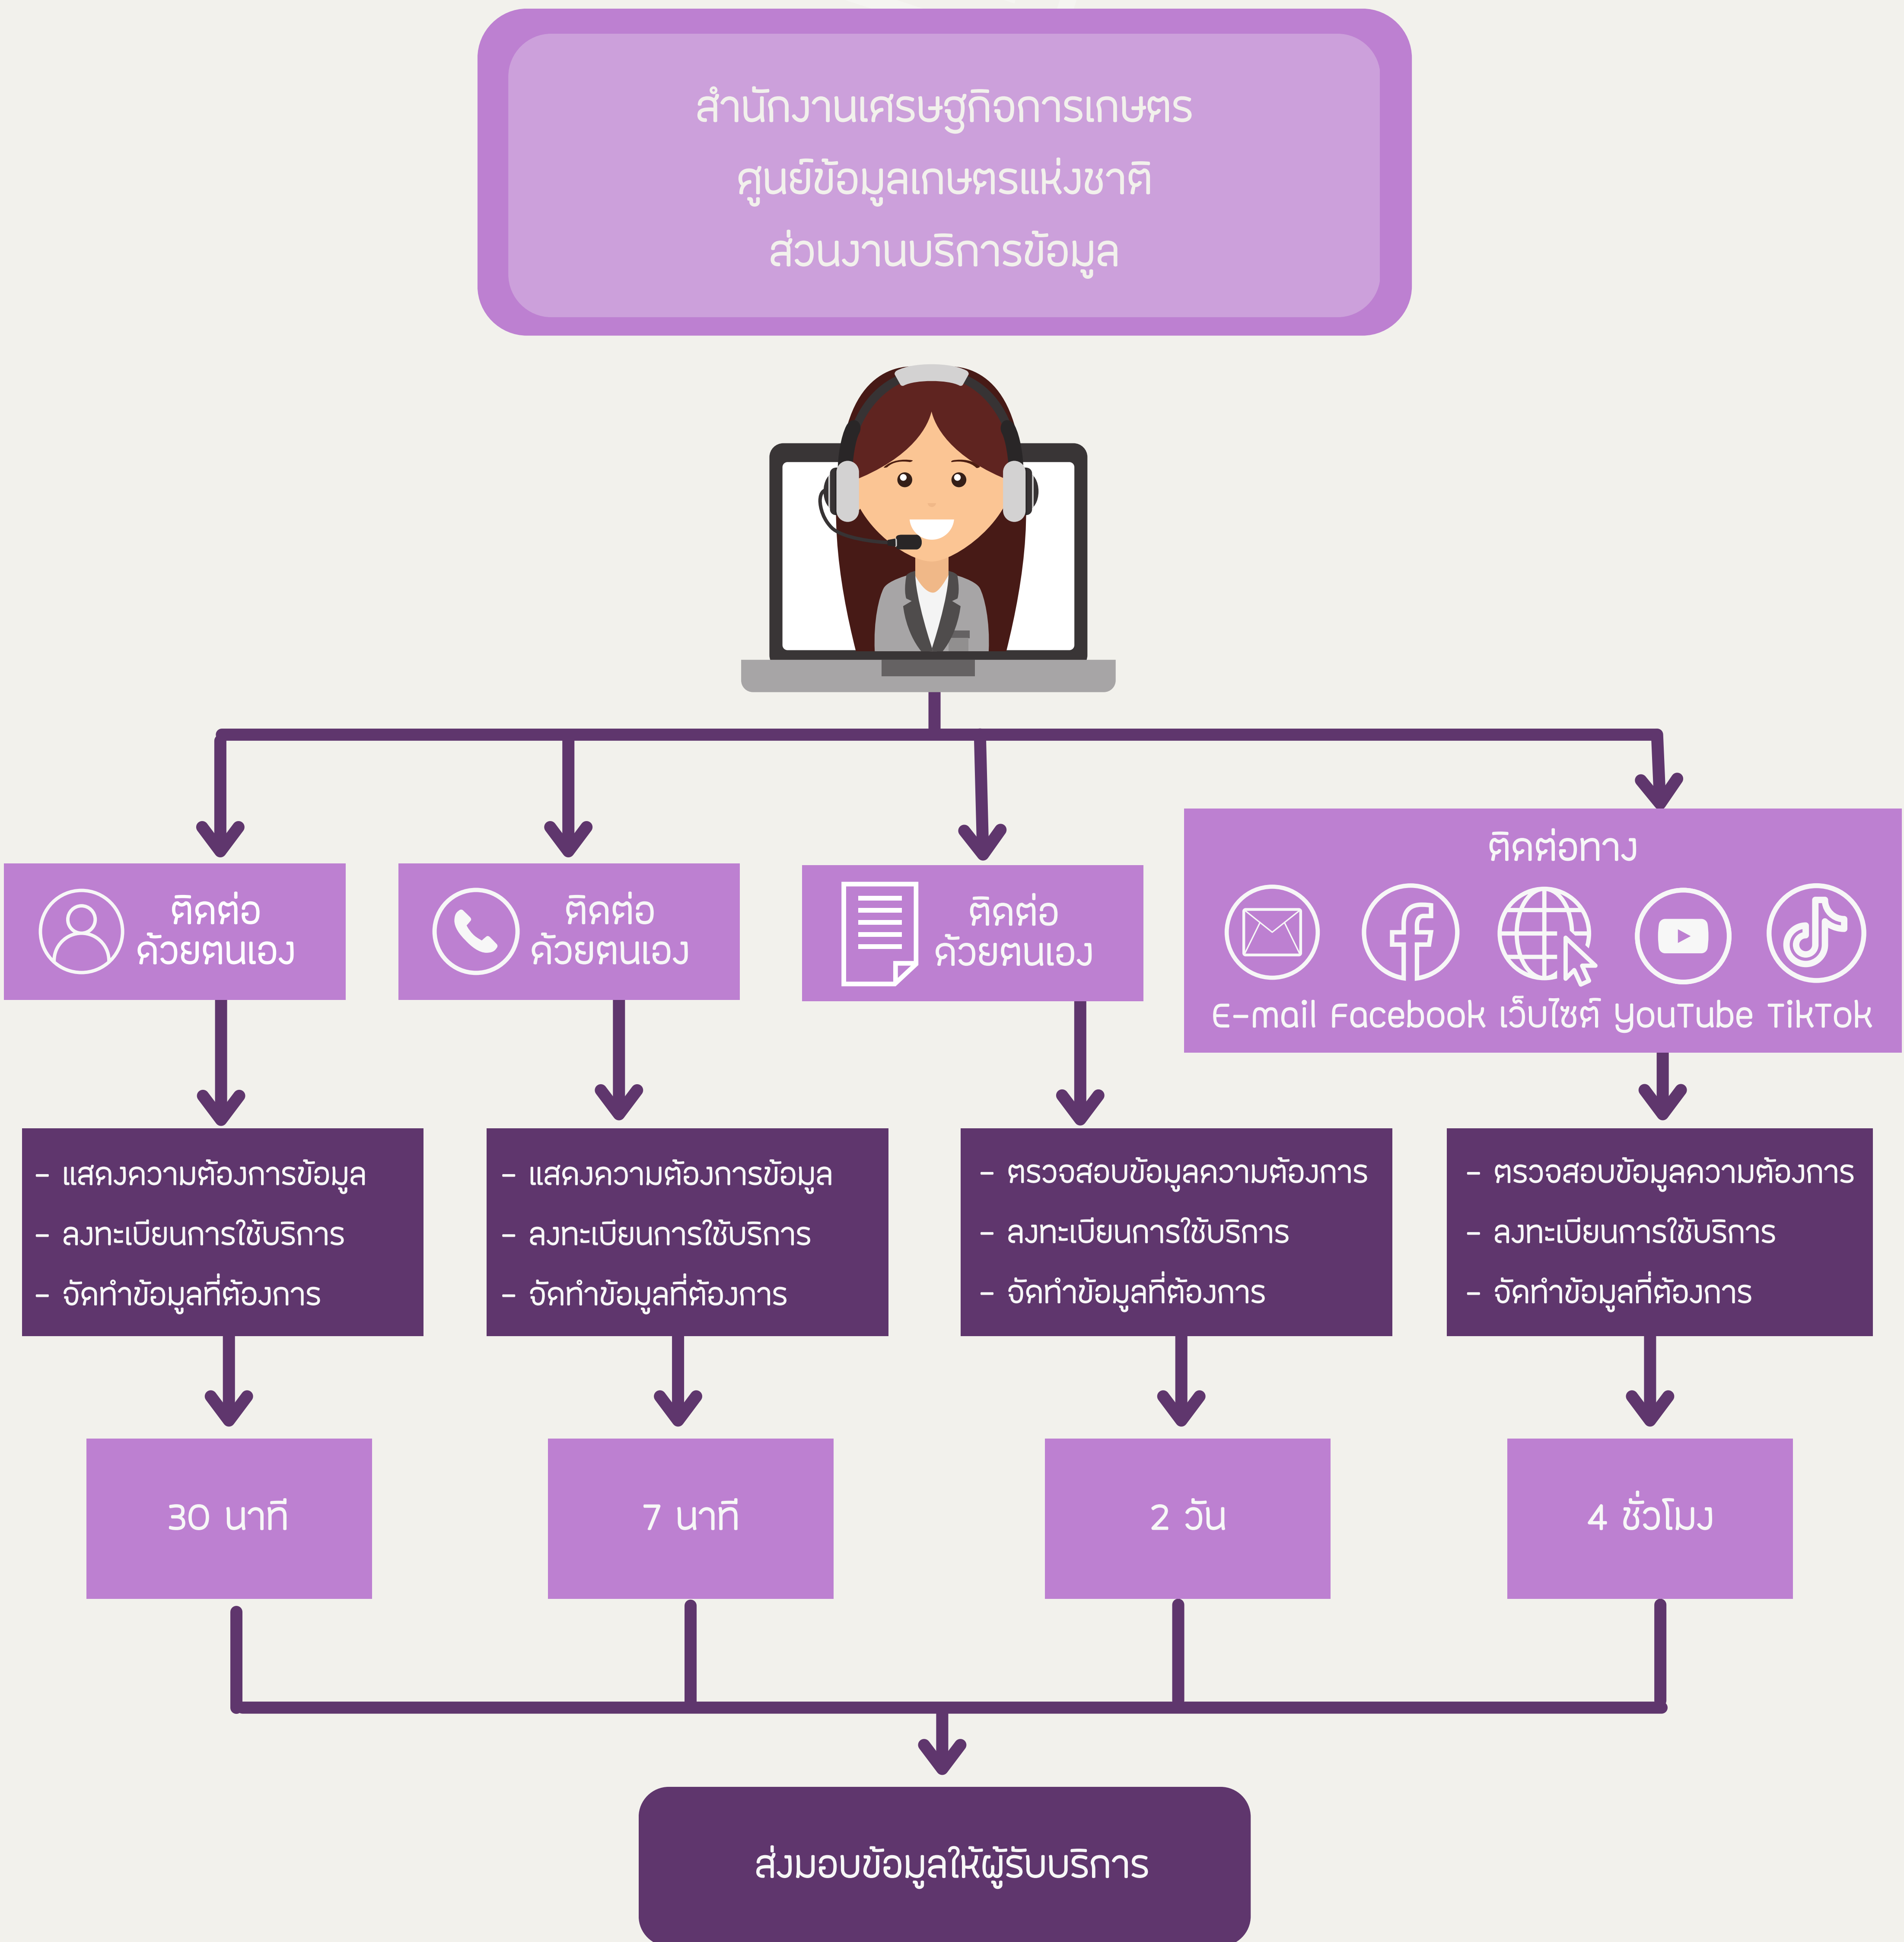 สำนักงานเศรษฐกิจการเกษตร
ศูนย์ข้อมูลเกษตรแห่งชาติ
ส่วนงานบริการข้อมูล
ติดต่อ
ด้วยตนเอง
ติดต่อ
ด้วยตนเอง
ติดต่อ
ด้วยตนเอง
ติดต่อทาง
E-mail Facebook เว็บไซต์ YouTube TikTok
- แสดงความต้องการข้อมูล
- ลงทะเบียนการใช้บริการ
- จัดทำข้อมูลที่ต้องการ
- แสดงความต้องการข้อมูล
- ลงทะเบียนการใช้บริการ
- จัดทำข้อมูลที่ต้องการ
- ตรวจสอบข้อมูลความต้องการ
- ลงทะเบียนการใช้บริการ
- จัดทำข้อมูลที่ต้องการ
- ตรวจสอบข้อมูลความต้องการ
- ลงทะเบียนการใช้บริการ
- จัดทำข้อมูลที่ต้องการ
30 นาที
7 นาที
2 วัน
4 ชั่วโมง
ส่งมอบข้อมูลให้ผู้รับบริการ